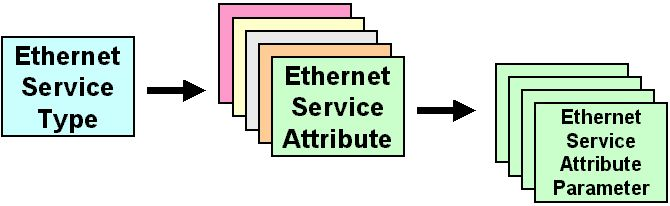 Ethernet
Service
Type
Ethernet
Service
Attribute
Ethernet
Service
Attribute
Parameter